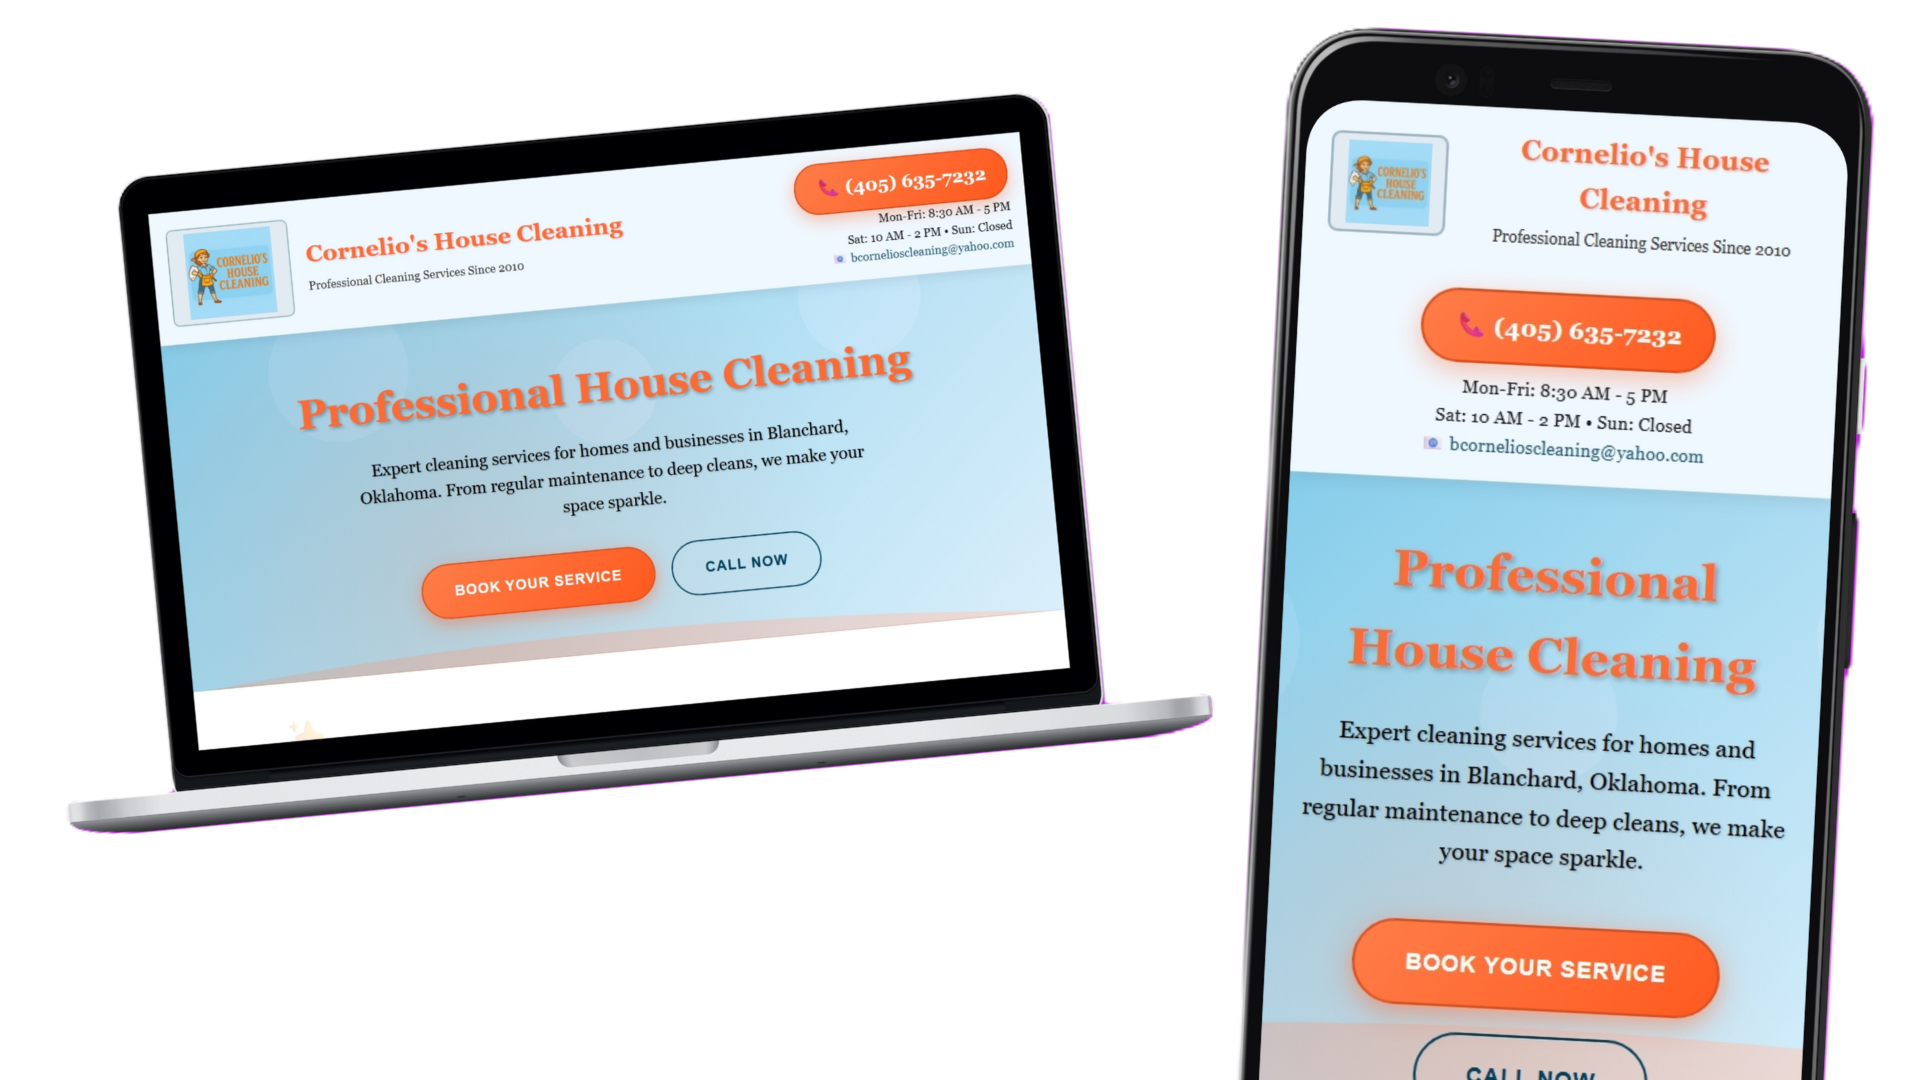 CORNELIO'S
HOUSE
CLEANING
Cornelio's House Cleaning
Professional Cleaning Services Since 2010
(405) 635-7232
Mon-Fri: 8:30 AM - 5 PM
Sat: 10 AM - 2 PM • Sun: Closed
bcornelioscleaning@yahoo.com
Professional House Cleaning
Expert cleaning services for homes and businesses in Blanchard,
Oklahoma. From regular maintenance to deep cleans, we make your
space sparkle.
BOOK YOUR SERVICE
CALL NOW
CORNELIO'S
HOUSE
CLEANING
Cornelio's House
Cleaning
Professional Cleaning Services Since 2010
(405) 635-7232
Mon-Fri: 8:30 AM - 5 PM
Sat: 10 AM - 2 PM • Sun: Closed
bcornelioscleaning@yahoo.com
Professional
House Cleaning
Expert cleaning services for homes and
businesses in Blanchard, Oklahoma. From
regular maintenance to deep cleans, we make
your space sparkle.
BOOK YOUR SERVICE
CALL NOW